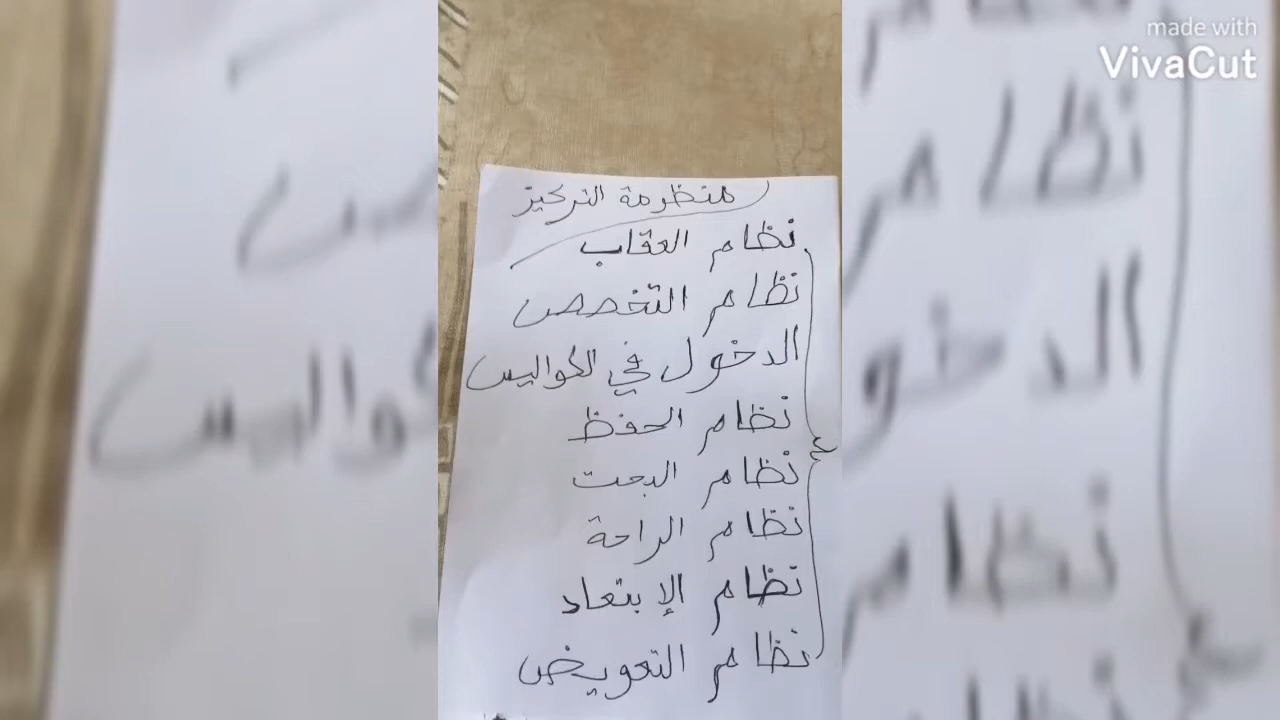 منظومة التركيز
نظام العقاب
نظام التخصص
الدخول في الكواليس
نظام الحفظ
نظام البحت
نظام الراحة
نظام الإبتعاد
نظام التعويض
made with
VivaCut